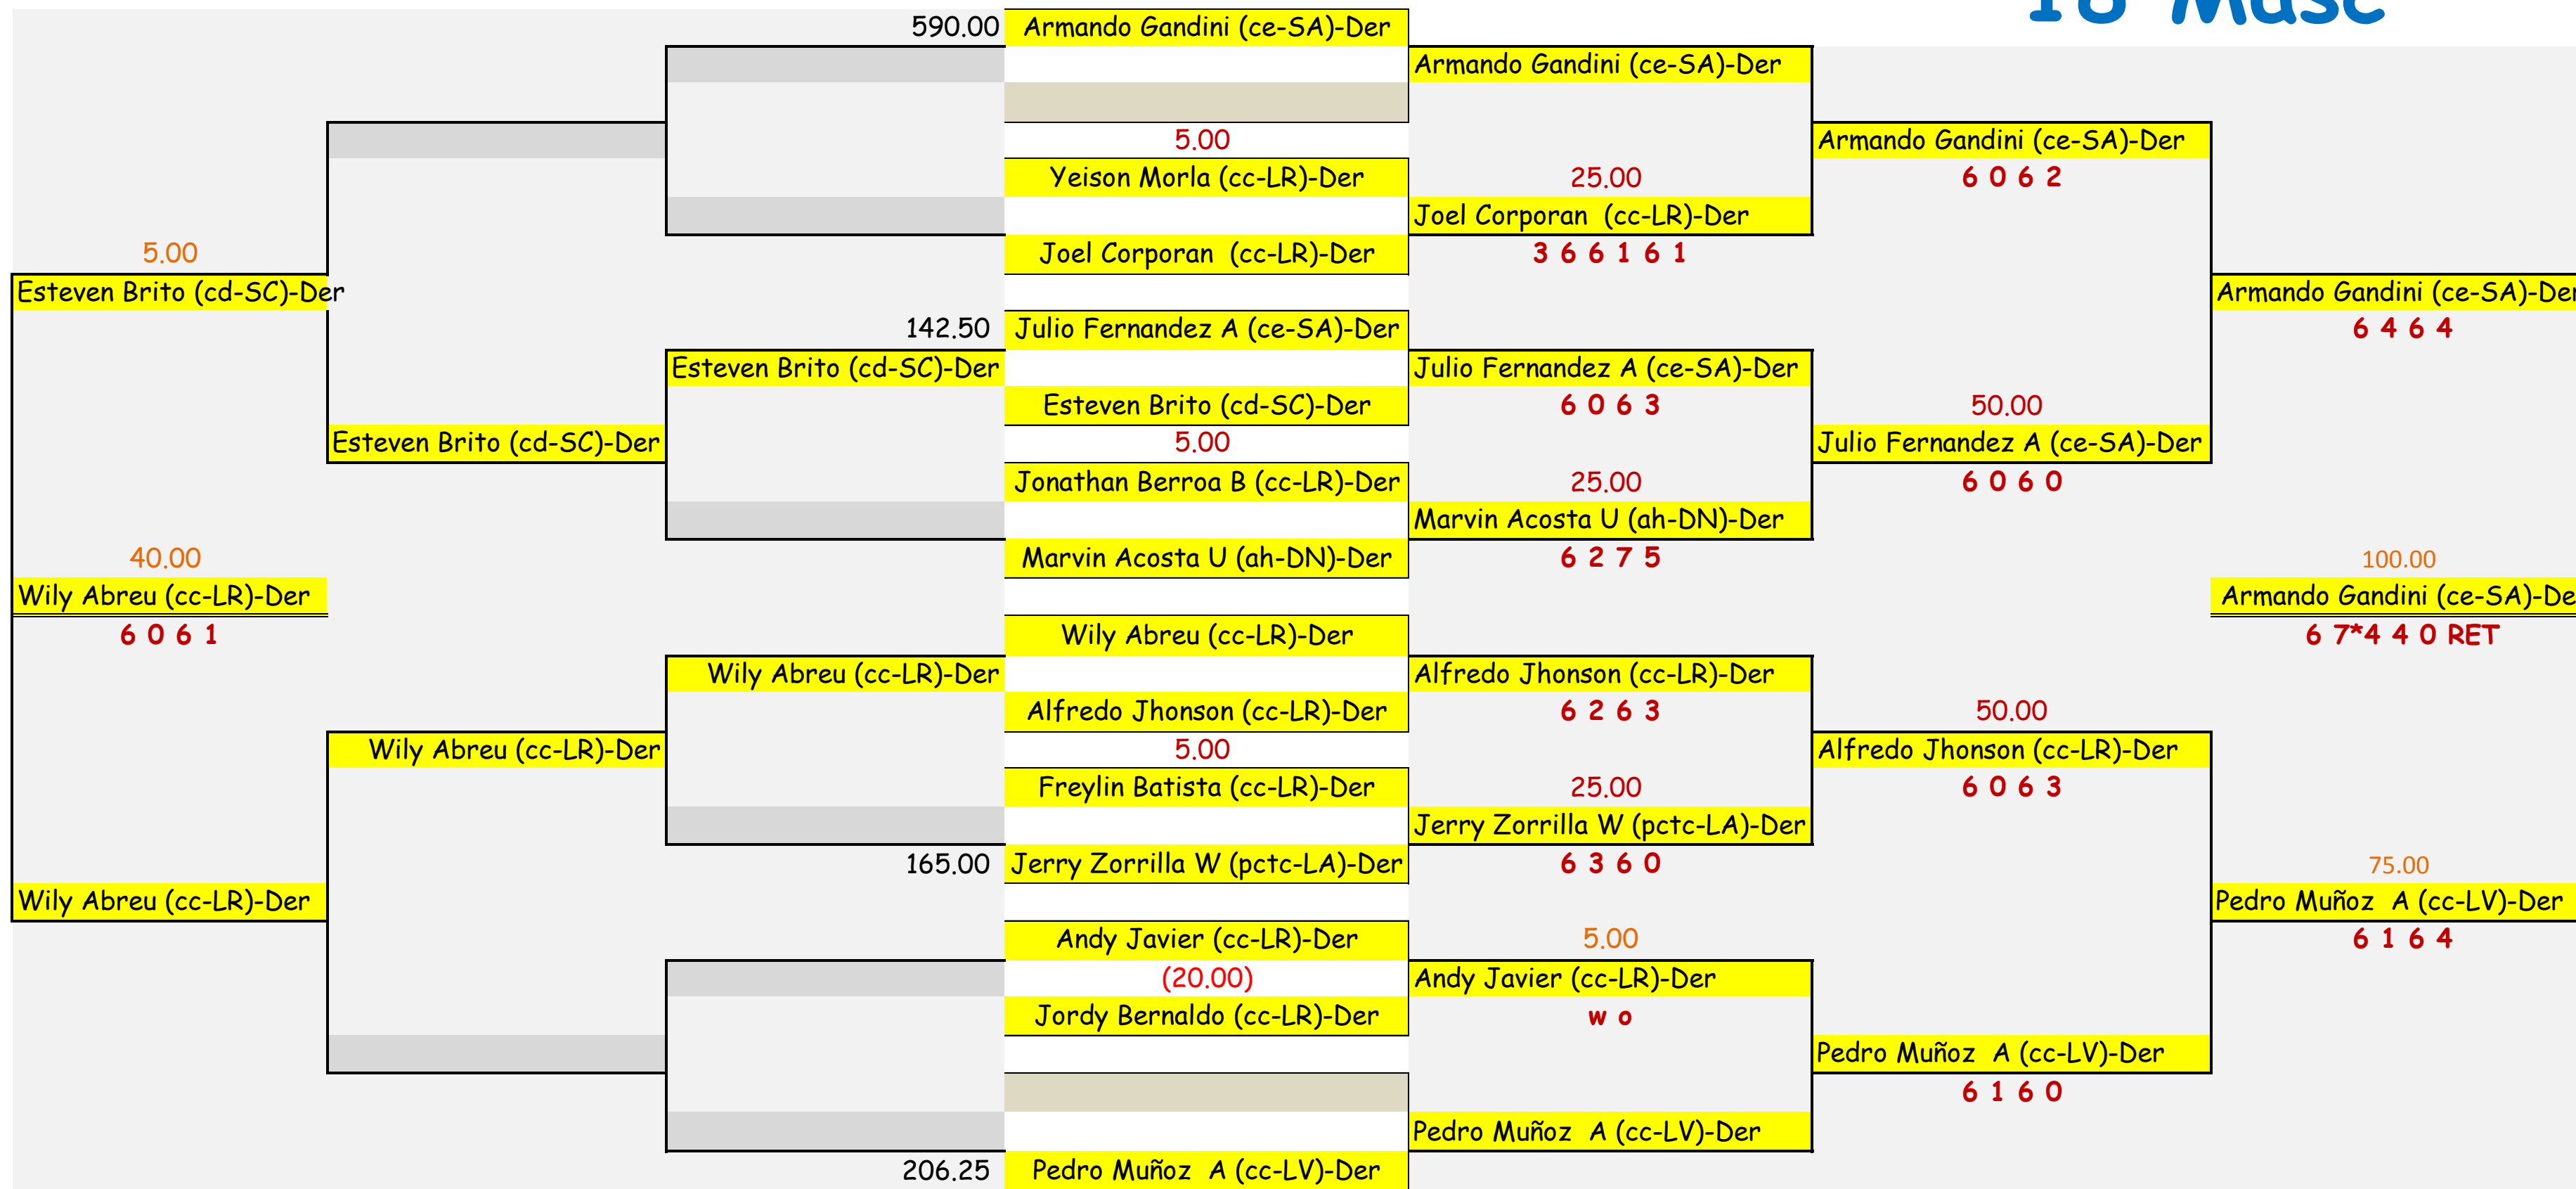 18 Masc
590.00 Armando Gandini (ce-SA)-Der
Armando Gandini (ce-SA)-Der
5.00 Armando Gandini (ce-SA)-Der
Yeison Morla (cc-LR)-Der 25.00 6 0 6 2
Joel Corporan (cc-LR)-Der
5.00 Joel Corporan (cc-LR)-Der 3 6 6 1 6 1
Esteven Brito (cd-SC)-Der Armando Gandini (ce-SA)-Der
142.50 Julio Fernandez A (ce-SA)-Der 6 4 6 4
Esteven Brito (cd-SC)-Der Julio Fernandez A (ce-SA)-Der
Esteven Brito (cd-SC)-Der 6 0 6 3 50.00
Esteven Brito (cd-SC)-Der 5.00 Julio Fernandez A (ce-SA)-Der
Jonathan Berroa B (cc-LR)-Der 25.00 6 0 6 0
Marvin Acosta U (ah-DN)-Der
40.00 Marvin Acosta U (ah-DN)-Der 6 2 7 5 100.00
Wily Abreu (cc-LR)-Der Armando Gandini (ce-SA)-De
6 0 6 1 Wily Abreu (cc-LR)-Der 6 7*4 4 0 RET
Wily Abreu (cc-LR)-Der Alfredo Jhonson (cc-LR)-Der
Alfredo Jhonson (cc-LR)-Der 6 2 6 3 50.00
Wily Abreu (cc-LR)-Der 5.00 Alfredo Jhonson (cc-LR)-Der
Freylin Batista (cc-LR)-Der 25.00 6 0 6 3
Jerry Zorrilla W (pctc-LA)-Der
165.00 Jerry Zorrilla W (pctc-LA)-Der 6 3 6 0 75.00
Wily Abreu (cc-LR)-Der Pedro Muñoz A (cc-LV)-Der
Andy Javier (cc-LR)-Der 5.00 6 1 6 4
(20.00) Andy Javier (cc-LR)-Der
Jordy Bernaldo (cc-LR)-Der w o
Pedro Muñoz A (cc-LV)-Der
6 1 6 0
Pedro Muñoz A (cc-LV)-Der
206.25 Pedro Muñoz A (cc-LV)-Der